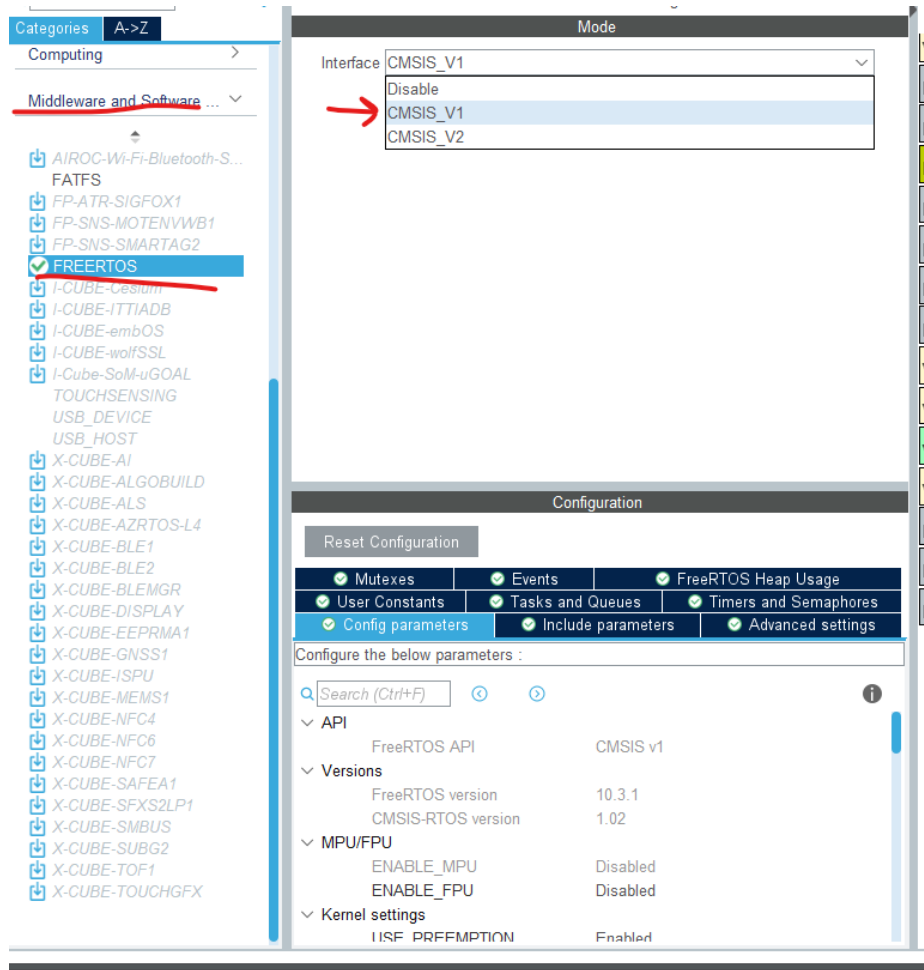 Categories A->Z
Computing
Middleware and Software ...
AIROC-Wi-Fi-Bluetooth-S...
FATFS
FP-ATR-SIGFOX1
FP-SNS-MOTENVWB1
FP-SNS-SMARTAG2
FREERTOS
I-CUBE-Cesium
I-CUBE-ITTIADB
I-CUBE-embOS
I-CUBE-wolfSSL
I-Cube-SoM-uGOAL
TOUCHSENSING
USB_DEVICE
USB_HOST
X-CUBE-AI
X-CUBE-ALGOBUILD
X-CUBE-ALS
X-CUBE-AZRTOS-L4
X-CUBE-BLE1
X-CUBE-BLE2
X-CUBE-BLEMGR
X-CUBE-DISPLAY
X-CUBE-EEPRMA1
X-CUBE-GNSS1
X-CUBE-ISPU
X-CUBE-MEMS1
X-CUBE-NFC4
X-CUBE-NFC6
X-CUBE-NFC7
X-CUBE-SAFEA1
X-CUBE-SFXS2LP1
X-CUBE-SMBUS
X-CUBE-SUBG2
X-CUBE-TOF1
X-CUBE-TOUCHGFX
Mode
Interface CMSIS_V1
Disable
CMSIS_V1
CMSIS_V2
Configuration
Reset Configuration
Mutexes Events FreeRTOS Heap Usage
User Constants Tasks and Queues Timers and Semaphores
Config parameters Include parameters Advanced settings
Configure the below parameters :
Search (Ctrl+F)
API
FreeRTOS API CMSIS v1
Versions
FreeRTOS version 10.3.1
CMSIS-RTOS version 1.02
MPU/FPU
ENABLE_MPU Disabled
ENABLE_FPU Disabled
Kernel settings
USE_PREEMPTION Enabled